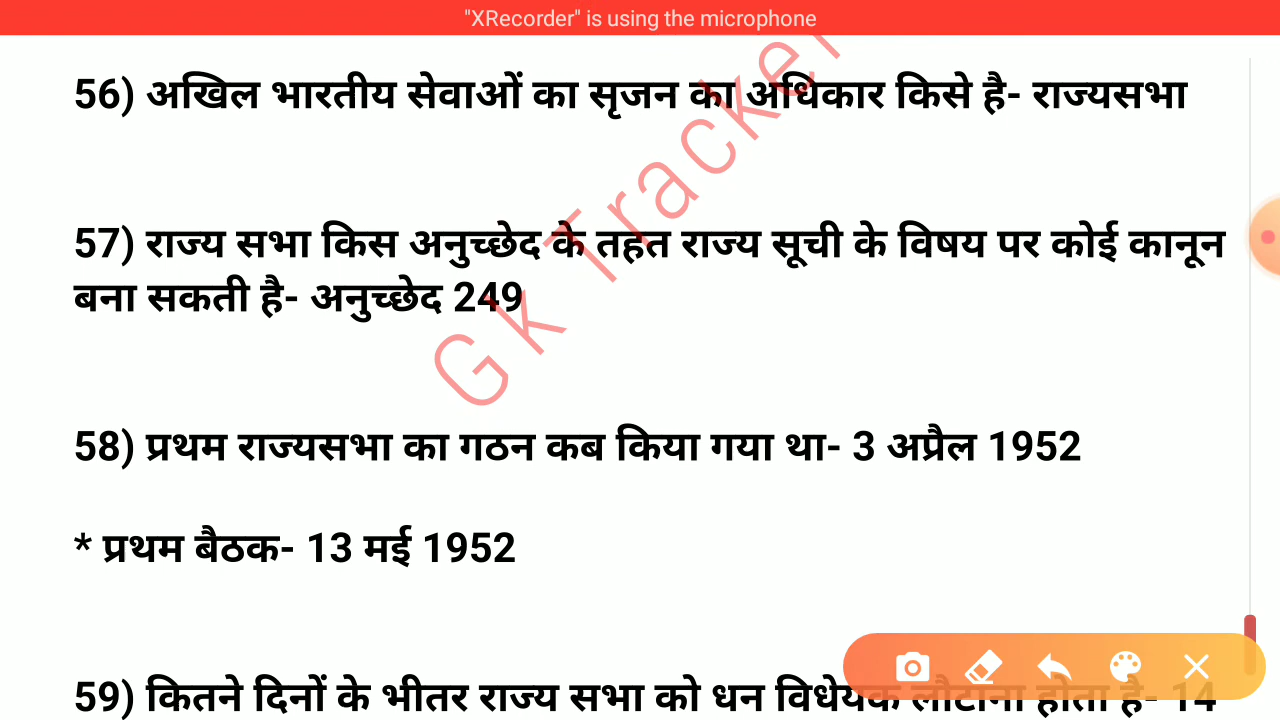 "XRecorder" is using the microphone
56) अखिल भारतीय सेवाओं का सृजन का अधिकार किसे है- राज्यसभा
57) राज्य सभा किस अनुच्छेद के तहत राज्य सूची के विषय पर कोई कानून
बना सकती है- अनुच्छेद 249
Gk Tracker
58) प्रथम राज्यसभा का गठन कब किया गया था- 3 अप्रैल 1952
* प्रथम बैठक- 13 मई 1952
59) कितने दिनों के भीतर राज्य सभा को धन विधेयक लौटाना होता है- 14